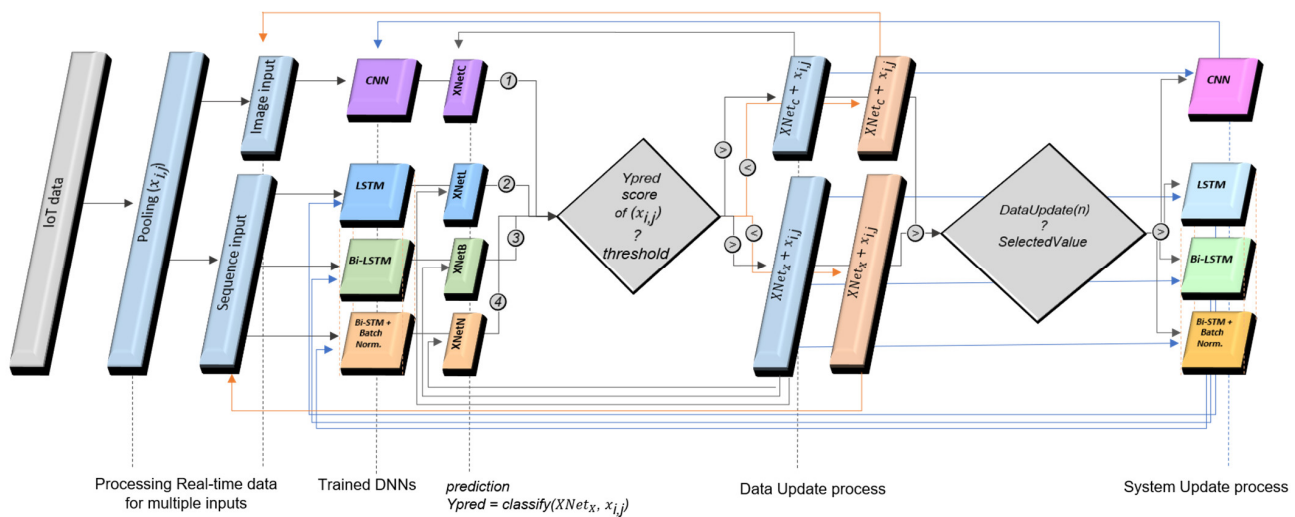 IoT data
Pooling (x_{i,j})
Image input
Sequence input
CNN
LSTM
Bi-LSTM
Bi-STM +
Batch
Norm.
XNetC
XNetL
XNetB
XNetN
1
2
3
4
Ypred
score
of (x_{i,j})
?
threshold
>
<
>
<
XNet_C + x_{i,j}
XNet_C + x_{i,j}
XNet_X + x_{i,j}
XNet_X + x_{i,j}
>
>
DataUpdate(n)
?
SelectedValue
>
>
CNN
LSTM
Bi-LSTM
Bi-STM +
Batch
Norm.
Processing Real-time data
for multiple inputs
Trained DNNs
prediction
Ypred = classify(XNet_X, x_{i,j})
Data Update process
System Update process